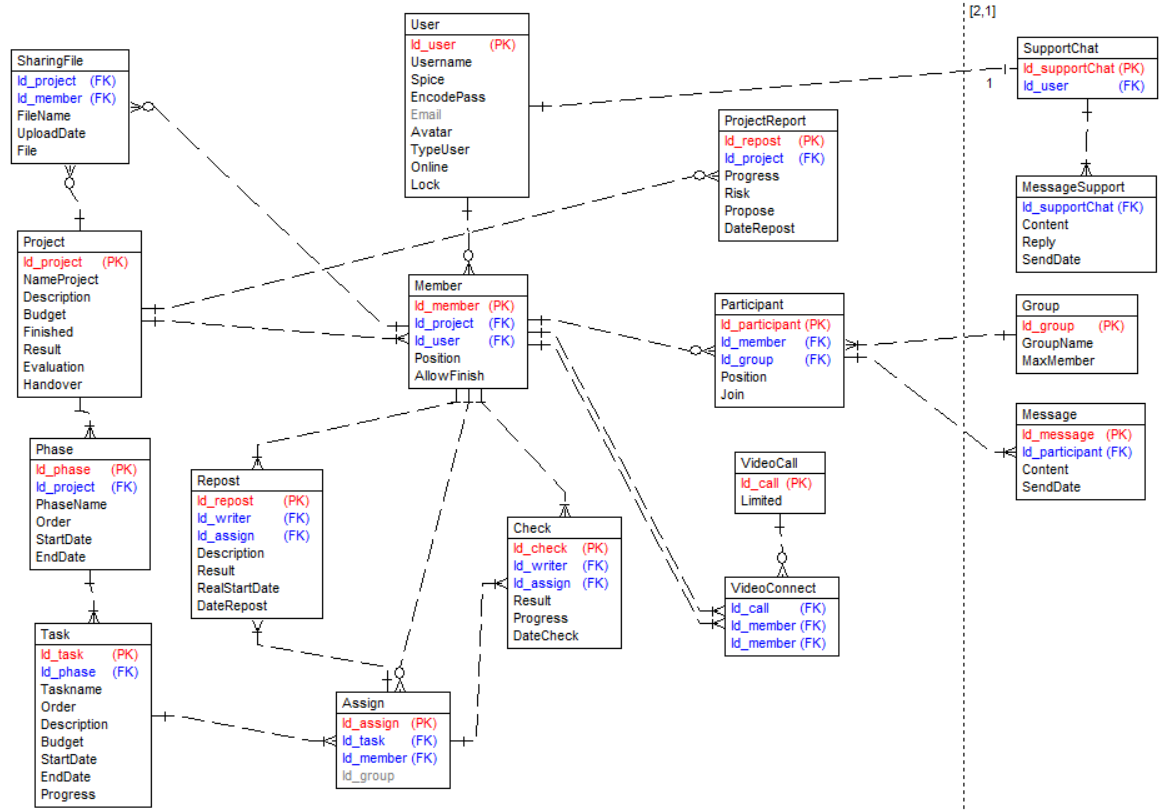 [2,1]
User
Id_user (PK)
Username
Spice
EncodePass
Email
Avatar
TypeUser
Online
Lock
SharingFile
Id_project (FK)
Id_member (FK)
FileName
UploadDate
File
SupportChat
Id_supportChat (PK)
Id_user (FK)
1
ProjectReport
Id_repost (PK)
Id_project (FK)
Progress
Risk
Propose
DateRepost
MessageSupport
Id_supportChat (FK)
Content
Reply
SendDate
Project
Id_project (PK)
NameProject
Description
Budget
Finished
Result
Evaluation
Handover
Member
Id_member (PK)
Id_project (FK)
Id_user (FK)
Position
AllowFinish
Participant
Id_participant (PK)
Id_member (FK)
Id_group (FK)
Position
Join
Group
Id_group (PK)
GroupName
MaxMember
Message
Id_message (PK)
Id_participant (FK)
Content
SendDate
Phase
Id_phase (PK)
Id_project (FK)
PhaseName
Order
StartDate
EndDate
Repost
Id_repost (PK)
Id_writer (FK)
Id_assign (FK)
Description
Result
RealStartDate
DateRepost
VideoCall
Id_call (PK)
Limited
Check
Id_check (PK)
Id_writer (FK)
Id_assign (FK)
Result
Progress
DateCheck
VideoConnect
Id_call (FK)
Id_member (FK)
Id_member (FK)
Task
Id_task (PK)
Id_phase (FK)
Taskname
Order
Description
Budget
StartDate
EndDate
Progress
Assign
Id_assign (PK)
Id_task (FK)
Id_member (FK)
Id_group